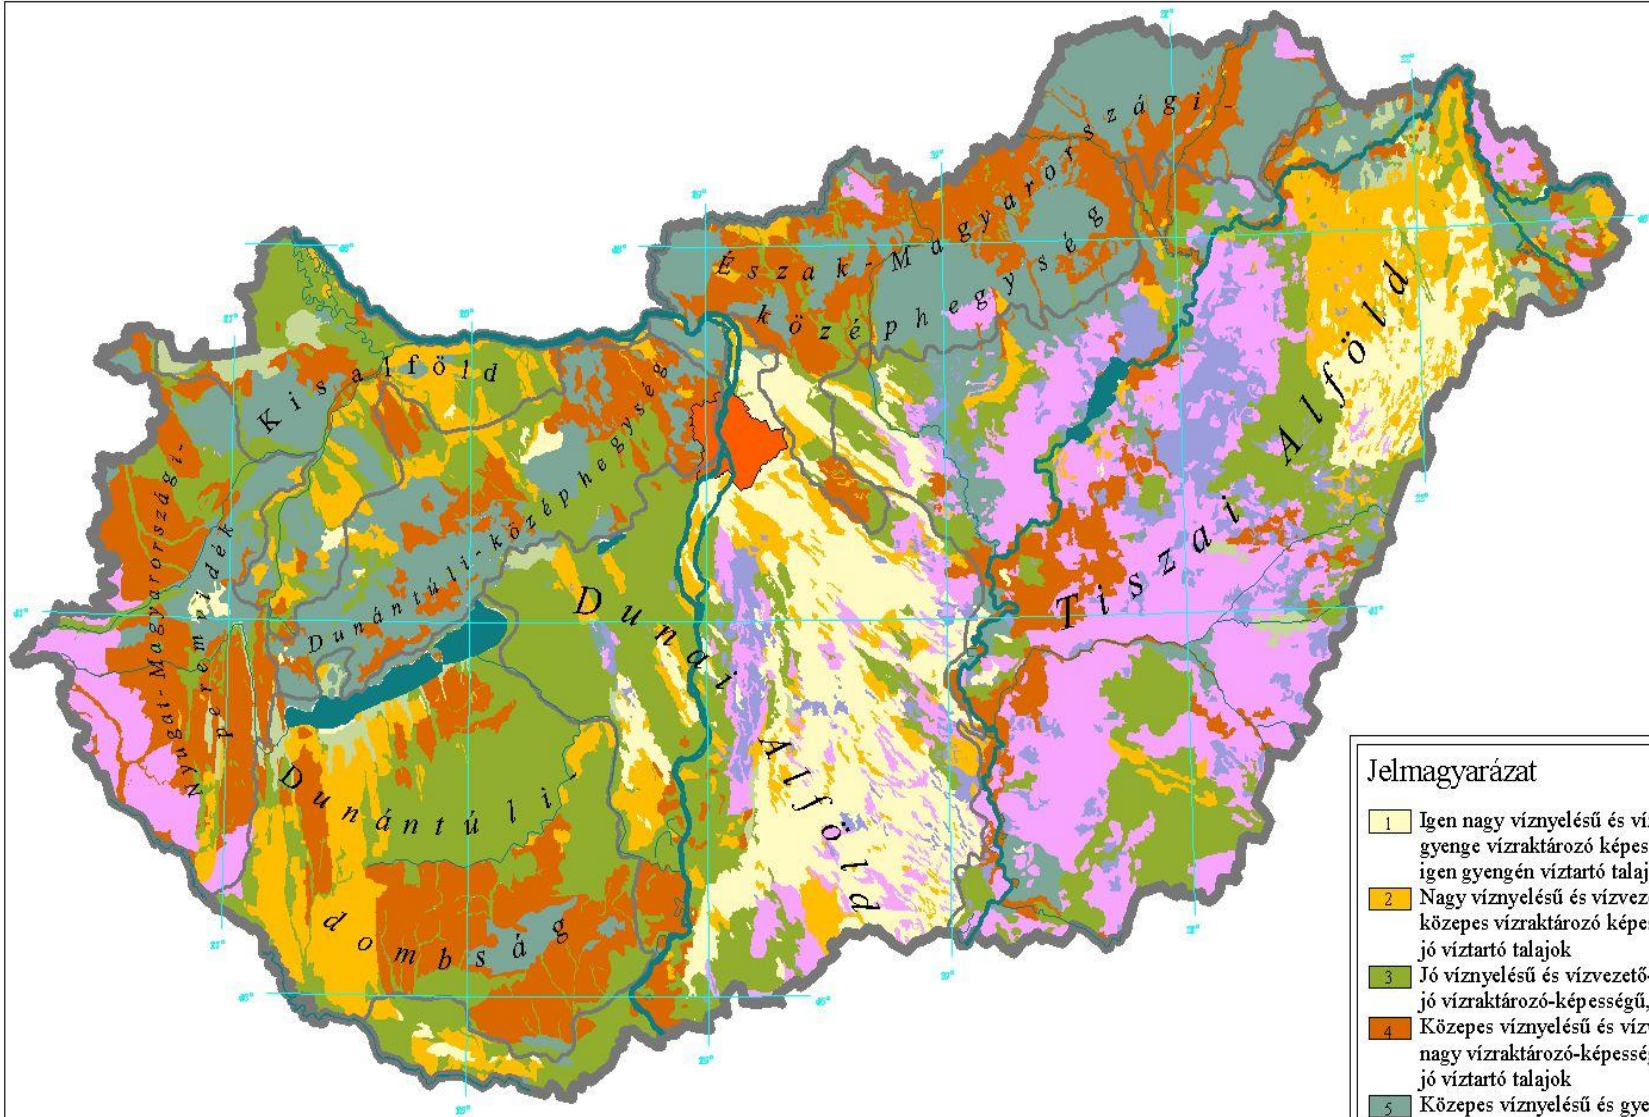 Észak-Magyarországi-
középhegység
Kisalföld
Nyugat-Magyarországi-
peremvidék
Dunántúli-középhegység
Dunai
Alföld
Tiszai
Alföld
Dunántúli
dombság
Jelmagyarázat
1 Igen nagy víznyelésű és ví
gyenge vízraktározó képes
igen gyengén víztartó talaj
2 Nagy víznyelésű és vízvez
közepes vízraktározó képe
jó víztartó talajok
3 Jó víznyelésű és vízvezető-
jó vízraktározó-képességű,
4 Közepes víznyelésű és vízv
nagy vízraktározó-képessé
jó víztartó talajok
5 Közepes víznyelésű és gye